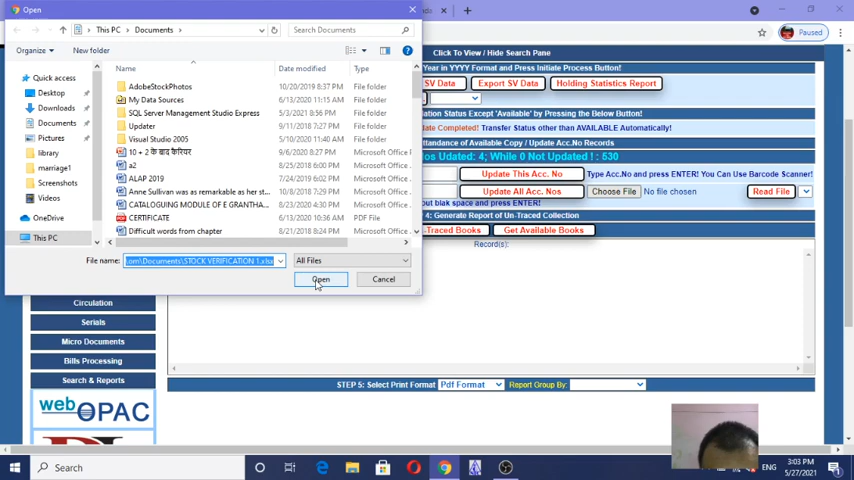 Open
This PC
Documents
Search Documents
Paused
Organize
New folder
Name
Date modified
Type
Quick access
Desktop
Downloads
Documents
Pictures
library
marriage1
Screenshots
Videos
OneDrive
This PC
AdobeStockPhotos 10/20/2019 8:37 PM File folder
My Data Sources 6/13/2020 11:15 AM File folder
SQL Server Management Studio Express 5/3/2021 8:56 PM File folder
Updater 9/11/2018 7:27 PM File folder
Visual Studio 2005 5/10/2020 11:40 AM File folder
10 + 2 के बाद कैरियर 9/6/2020 8:27 PM Microsoft Office
a2 8/25/2018 6:00 PM Microsoft Office
ALAP 2019 7/24/2019 6:02 PM Microsoft Office
Anne Sullivan was as remarkable as her st... 10/8/2018 7:29 PM Microsoft Office
CATALOGUING MODULE OF E GRANTHA... 8/23/2020 4:30 PM Microsoft Office
CERTIFICATE 6/13/2020 10:36 AM PDF File
Difficult words from chapter
File name:
\Documents\STOCK VERIFICATION 1.xlsx
All Files
Open
Cancel
Click To View / Hide Search Pane
Year in YYYY Format and Press Initiate Process Button!
SV Data
Export SV Data
Holding Statistics Report
ation Status Except 'Available' by Pressing the Below Button!
date Completed! Transfer Status other than AVAILABLE Automatically!
Attandance of Available Copy / Update Acc.No Records
os Udated: 4; While 0 Not Updated ! : 530
Update This Acc. No
Type Acc.No and press ENTER! You Can Use Barcode Scanner!
Update All Acc. Nos
Choose File
No file chosen
Read File
out blak space and press ENTER!
4: Generate Report of Un-Traced Collection
-Traced Books
Get Available Books
Record(s):
Circulation
Serials
Micro Documents
Bills Processing
Search & Reports
web OPAC
STEP 5: Select Print Format
Pdf Format
Report Group By:
Search
ENG
3:03 PM
5/27/2021